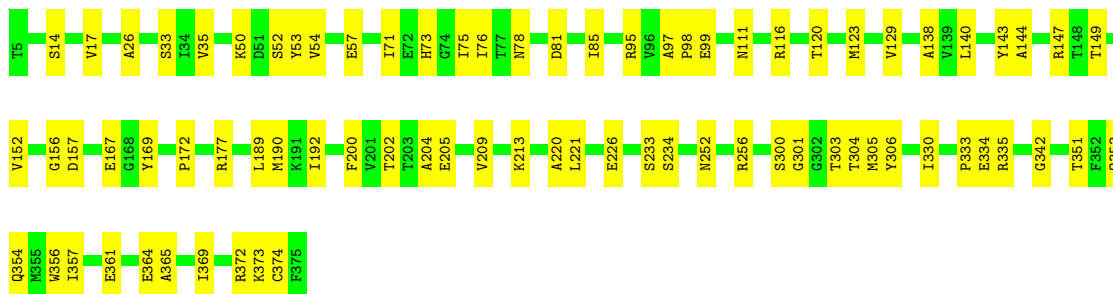 T5 S14 V17 A26 S33 I34 V35 K50 D51 S52 Y53 V54 E57 I71 E72 H73 G74 I75 I76 T77 N78 D81 I85 R95 V96 A97 P98 E99 N111 R116 T120 M123 V129 A138 V139 L140 Y143 A144 R147 T148 T149
V152 G156 D157 E167 G168 Y169 P172 R177 L189 M190 K191 I192 F200 V201 T202 T203 A204 E205 V209 K213 A220 L221 E226 S233 S234 N252 R256 S300 G301 G302 T303 T304 M305 Y306 I330 P333 E334 R335 G342 T351 F352
Q354 M355 W356 I357 E361 E364 A365 I369 R372 K373 C374 F375